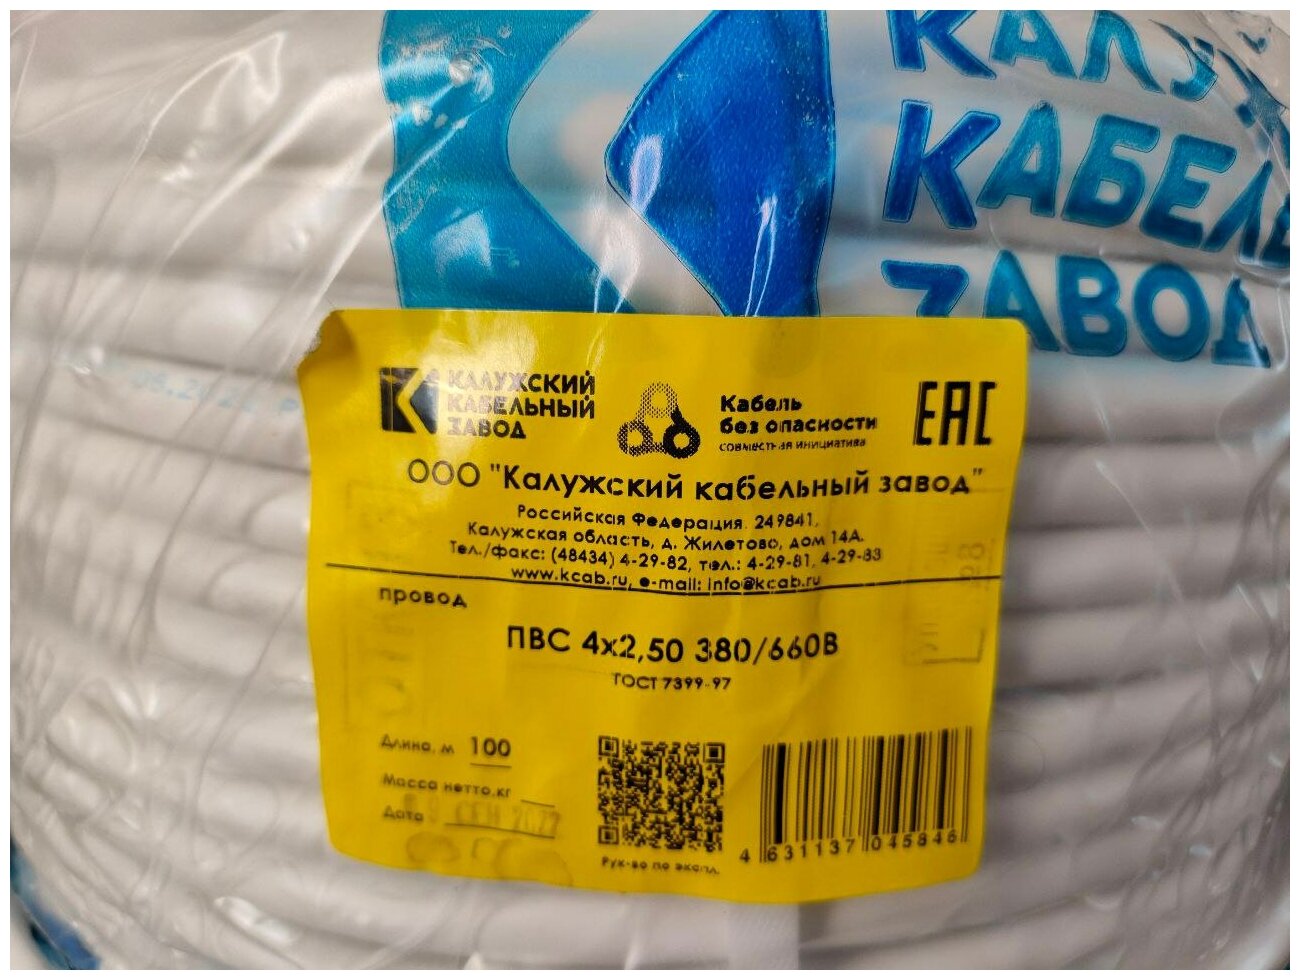 КАЛУЖ
КАБЕЛЬ
ЗАВОД
КАЛУЖСКИЙ
КАБЕЛЬНЫЙ
ЗАВОД
Кабель
без опасности
совместная инициатива
EAC
ООО "Калужский кабельный завод"
Российская Федерация. 249841,
Калужская область, д. Жилетово, дом 14А.
Тел./факс: (48434) 4-29-82, тел.: 4-29-81, 4-29-83
www.kcab.ru, e-mail: info@kcab.ru
провод
ПВС 4х2,50 380/660В
ГОСТ 7399-97
Длина, м 100
Масса нетто.кг
Дата СЕН
Рук-во по экспл.
4 631137 045846